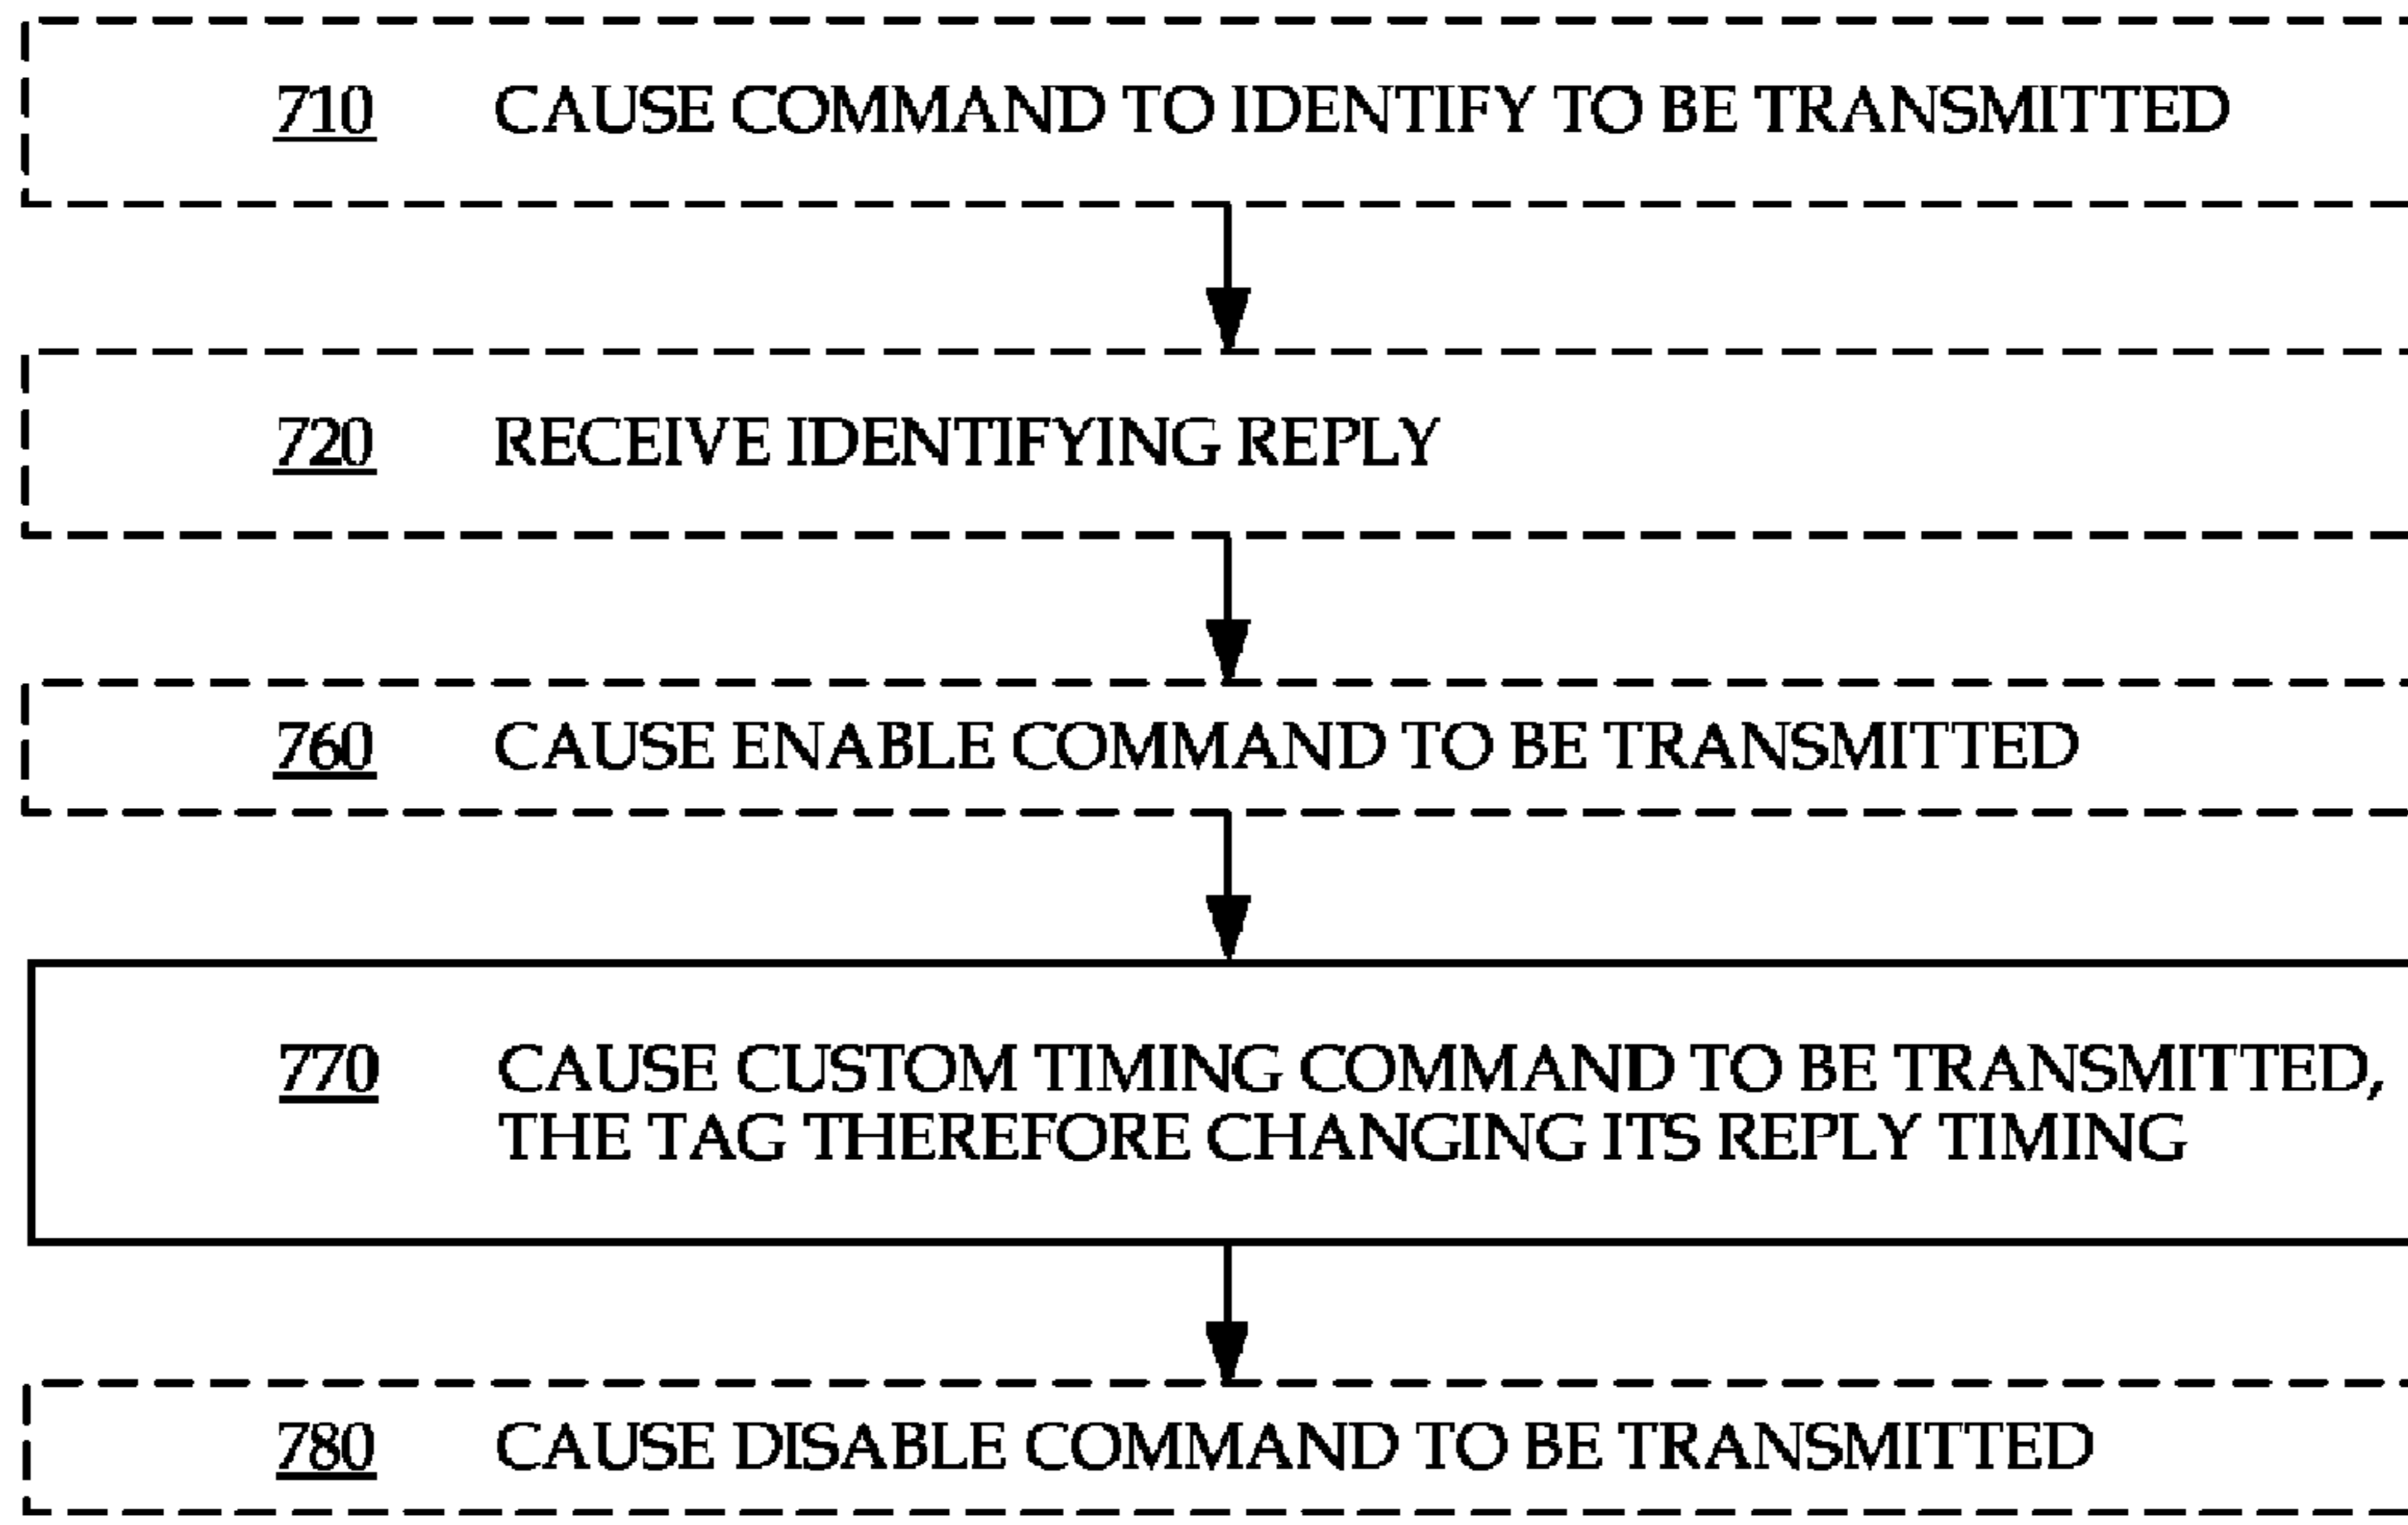 710 CAUSE COMMAND TO IDENTIFY TO BE TRANSMITTED
720 RECEIVE IDENTIFYING REPLY
760 CAUSE ENABLE COMMAND TO BE TRANSMITTED
770 CAUSE CUSTOM TIMING COMMAND TO BE TRANSMITTED,
THE TAG THEREFORE CHANGING ITS REPLY TIMING
780 CAUSE DISABLE COMMAND TO BE TRANSMITTED